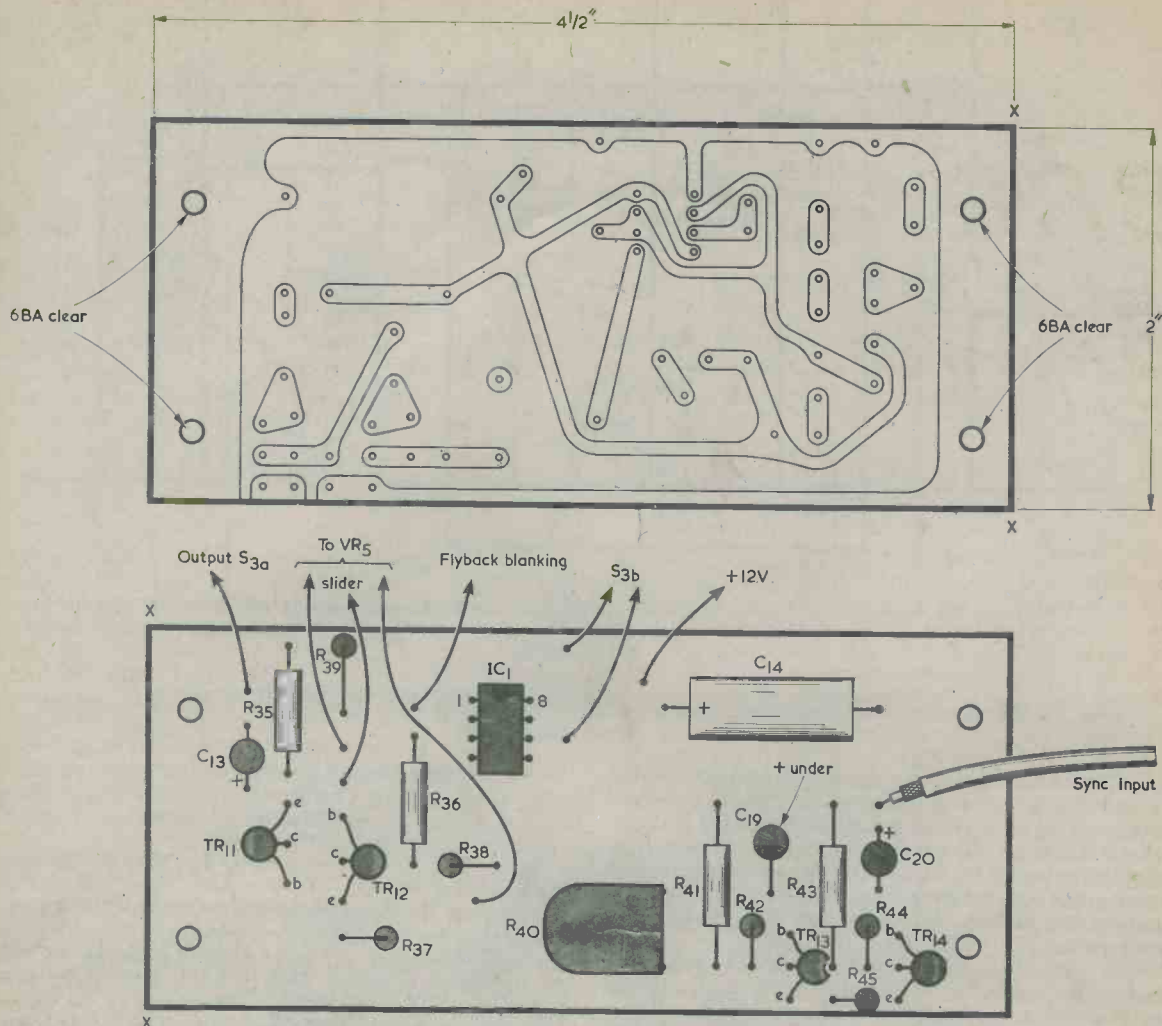 4½"
X
6BA clear
6BA clear
2"
X
Output S3a
To VR5
slider
Flyback blanking
S3b
+12V
X
R39
IC1
C14
1
8
R35
+
C13
+
+ under
Sync input
R36
C19
e
b
+
TR11
c
R38
C20
c
TR12
R41
R43
b
e
R40
R42
R44
R37
b
TR13
b
TR14
c
c
R45
e
e
X